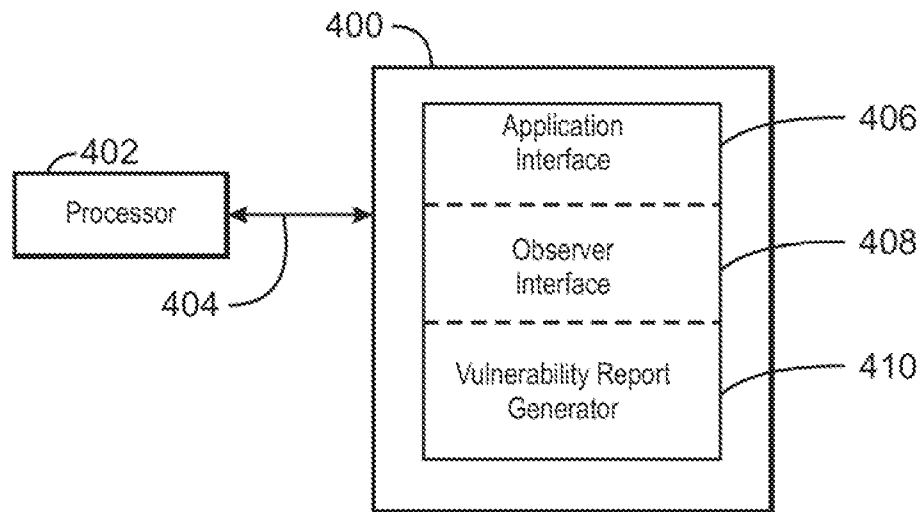 400
402
Processor
404
Application
Interface
406
Observer
Interface
408
Vulnerability Report
Generator
410